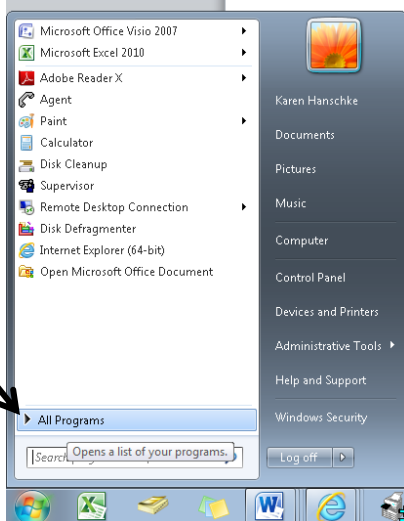 Microsoft Office Visio 2007
Microsoft Excel 2010
Adobe Reader X
Agent
Paint
Calculator
Disk Cleanup
Supervisor
Remote Desktop Connection
Disk Defragmenter
Internet Explorer (64-bit)
Open Microsoft Office Document
All Programs
Search
Opens a list of your programs.
Karen Hanschke
Documents
Pictures
Music
Computer
Control Panel
Devices and Printers
Administrative Tools
Help and Support
Windows Security
Log off